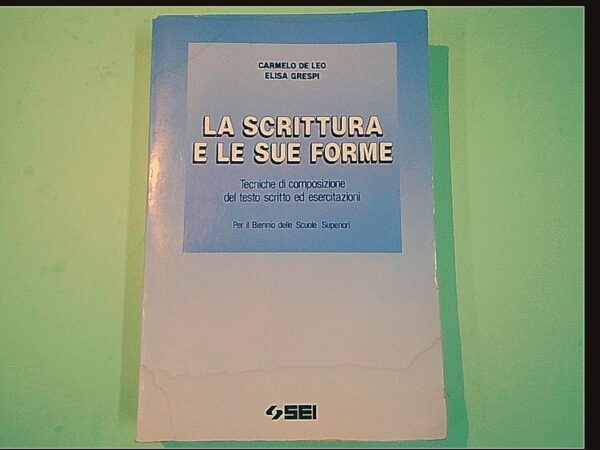 CARMELO DE LEO
ELISA GRESPI
LA SCRITTURA
E LE SUE FORME
Tecniche di composizione
del testo scritto ed esercitazioni
Per il Biennio delle Scuole Superiori
SEI